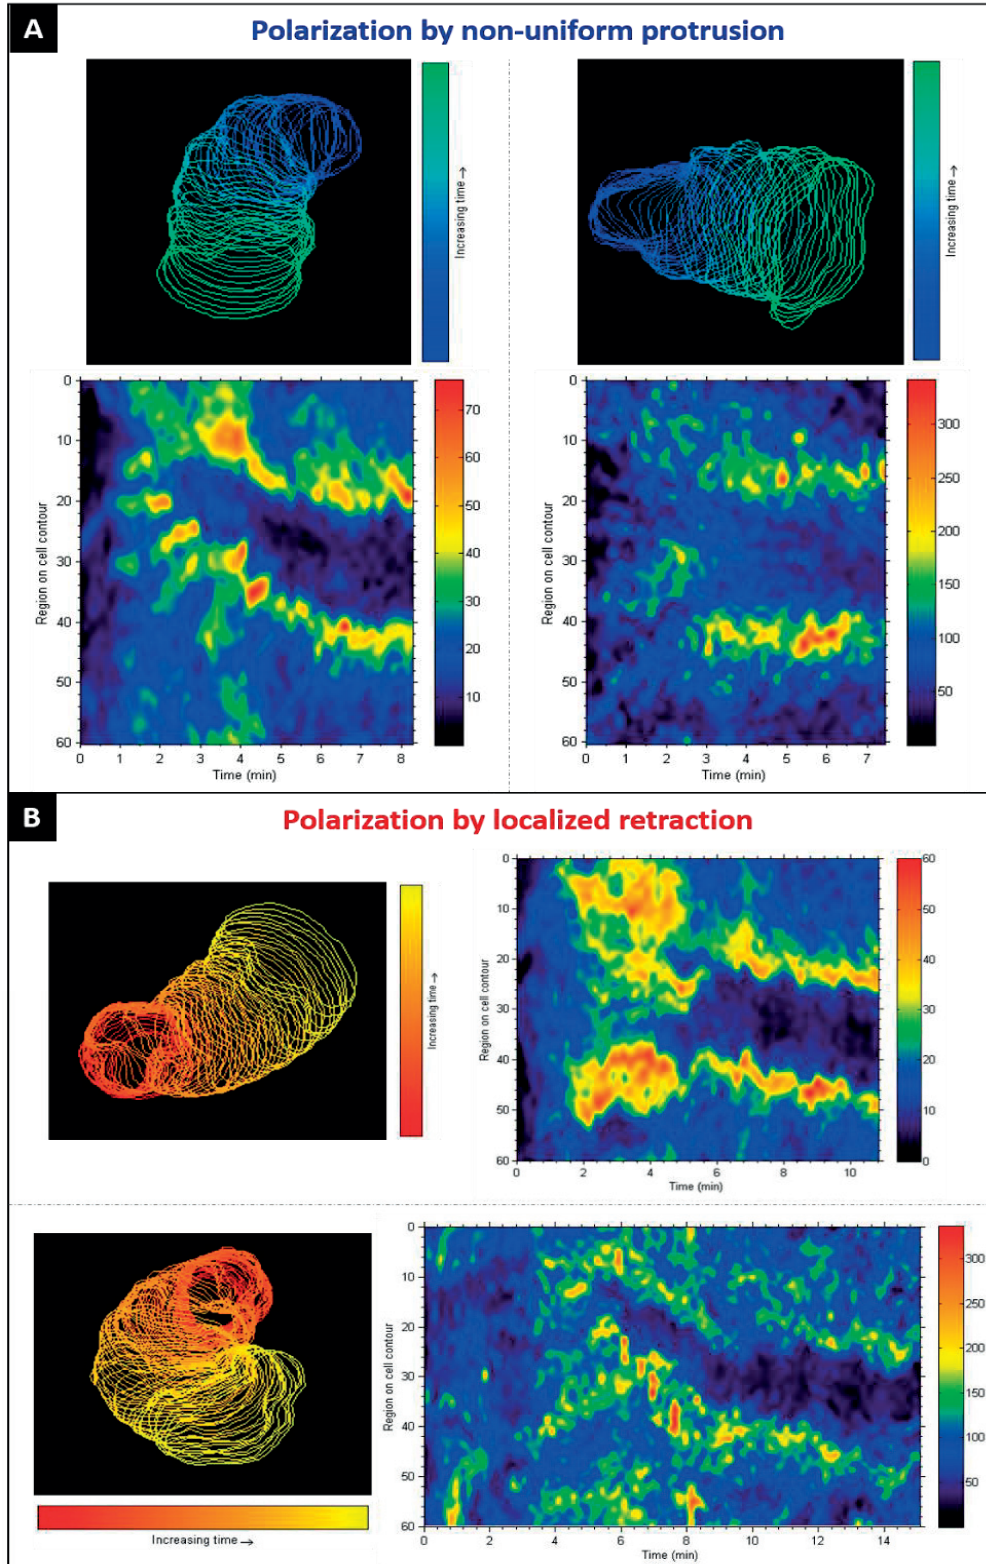 A
Polarization by non-uniform protrusion
Increasing time →
Increasing time →
0
10
20
30
40
50
60
Region on cell contour
0 1 2 3 4 5 6 7 8
Time (min)
70
60
50
40
30
20
10
0
10
20
30
40
50
60
Region on cell contour
0 1 2 3 4 5 6 7
Time (min)
300
250
200
150
100
50
B
Polarization by localized retraction
Increasing time →
0
10
20
30
40
50
60
Region on cell contour
0 2 4 6 8 10
Time (min)
60
50
40
30
20
10
0
Increasing time →
0
10
20
30
40
50
60
Region on cell contour
0 2 4 6 8 10 12 14
Time (min)
300
250
200
150
100
50